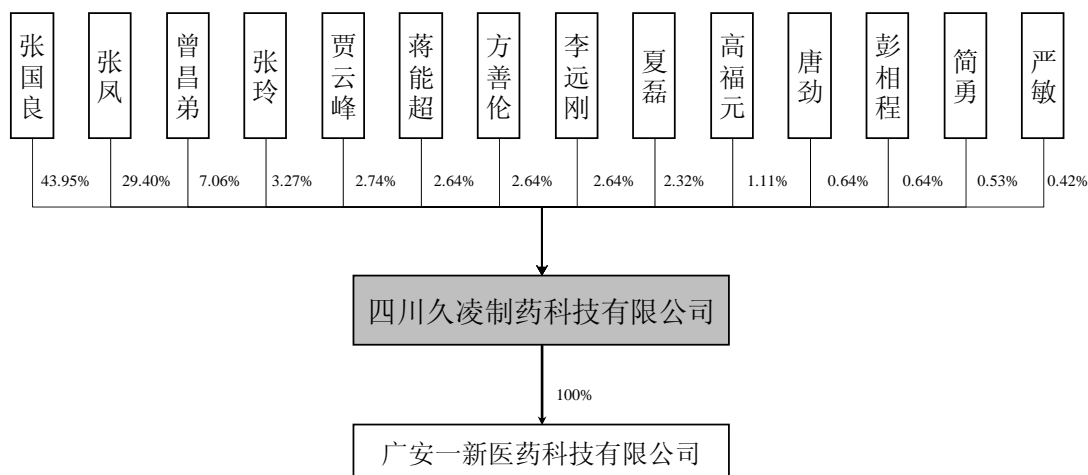 张国良
张凤
曾昌弟
张玲
贾云峰
蒋能超
方善伦
李远刚
夏磊
高福元
唐劲
彭相程
简勇
严敏
43.95%
29.40%
7.06%
3.27%
2.74%
2.64%
2.64%
2.64%
2.32%
1.11%
0.64%
0.64%
0.53%
0.42%
四川久凌制药科技有限公司
100%
广安一新医药科技有限公司